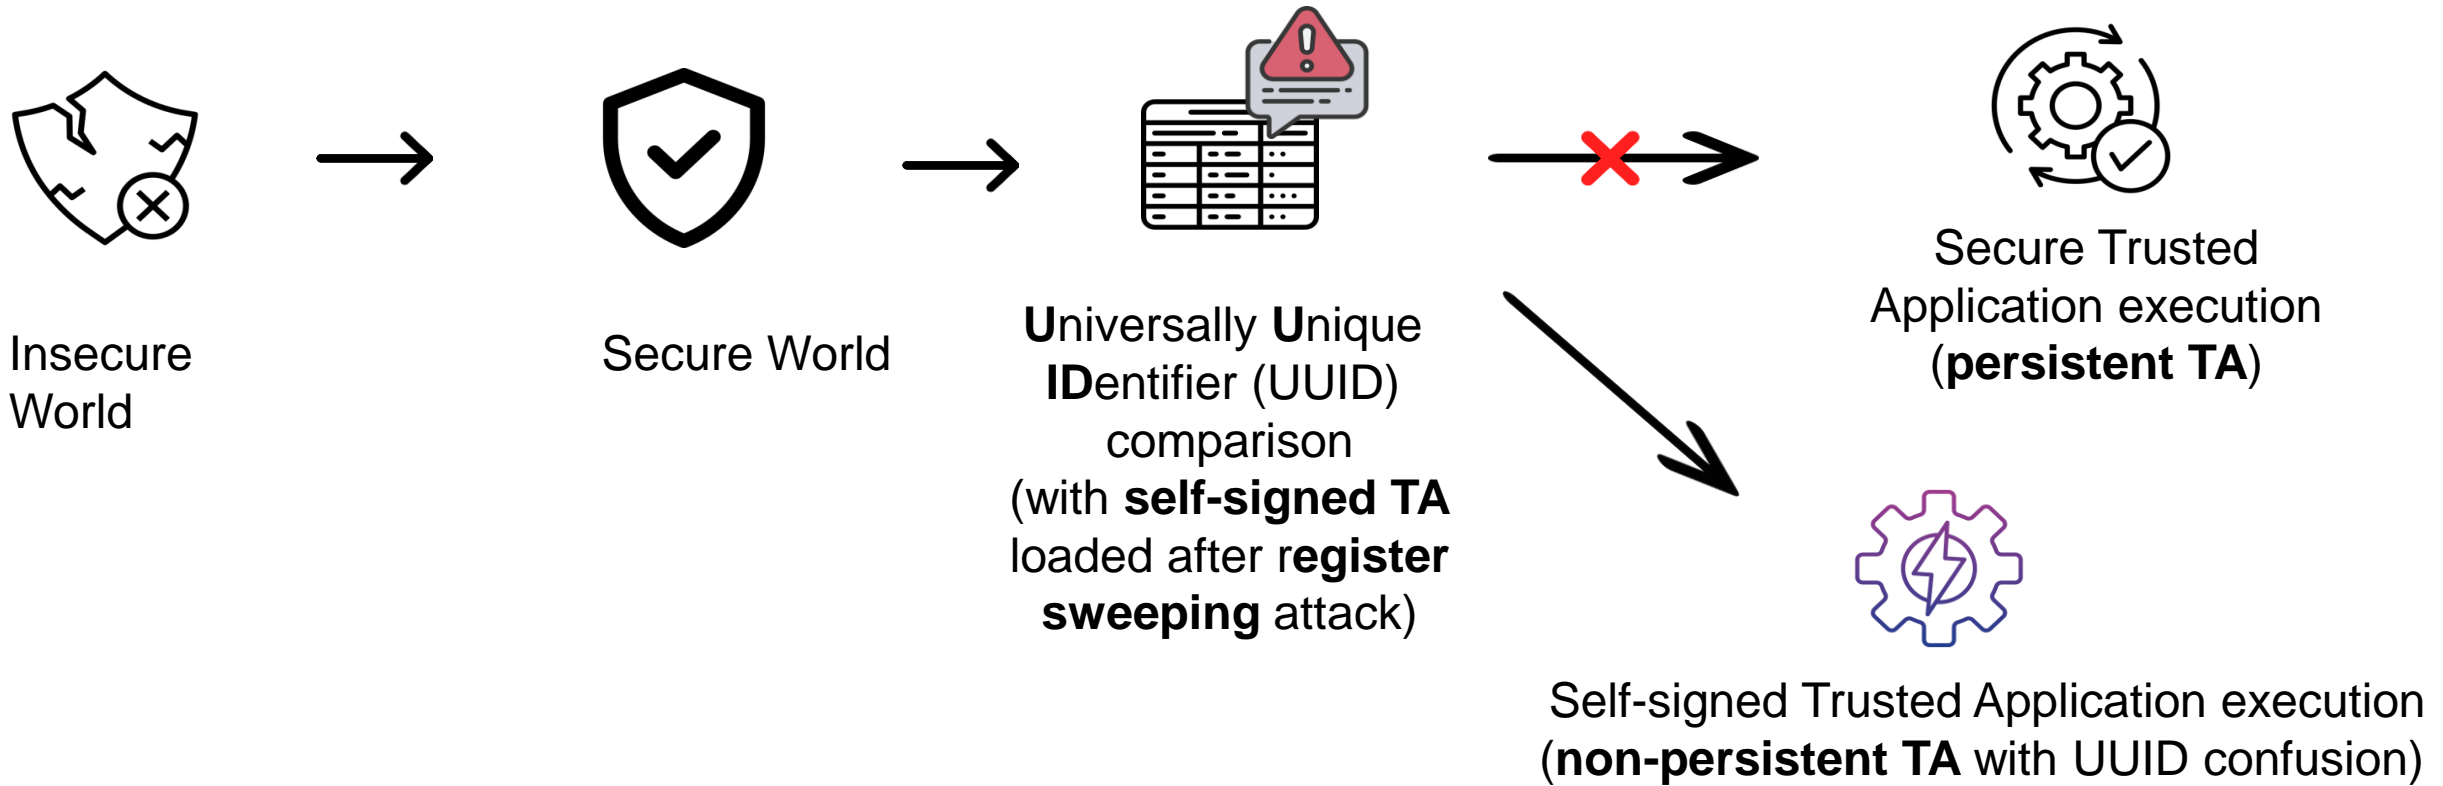 Insecure
World
Secure World
Universally Unique
IDentifier (UUID)
comparison
(with self-signed TA
loaded after register
sweeping attack)
Secure Trusted
Application execution
(persistent TA)
Self-signed Trusted Application execution
(non-persistent TA with UUID confusion)